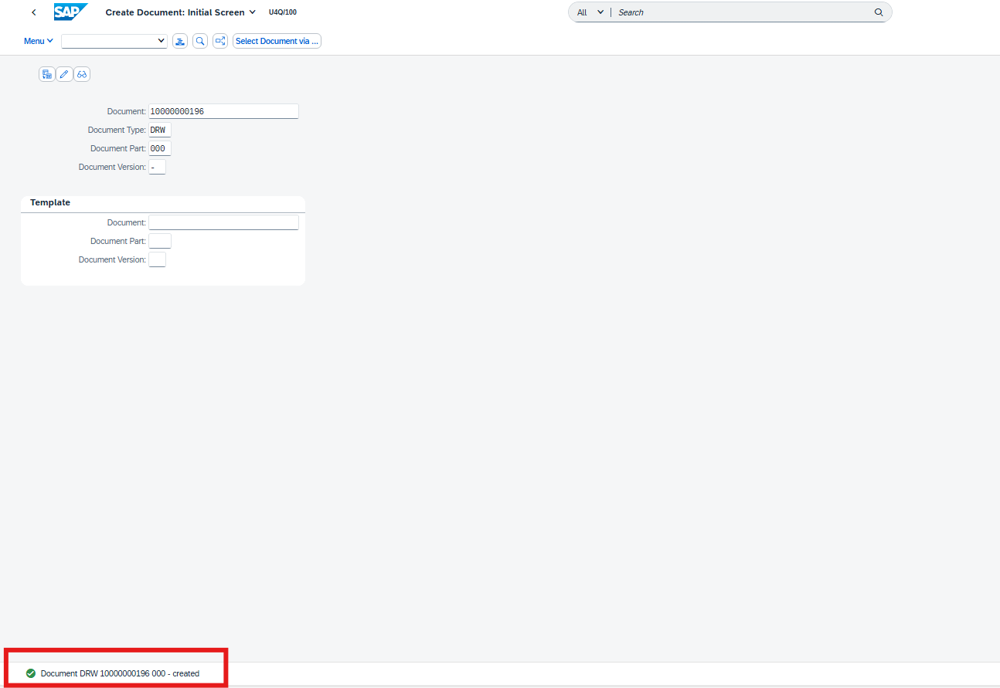 SAP Create Document: Initial Screen U4Q/100 All Search
Menu Select Document via ...
Document: 10000000196
Document Type: DRW
Document Part: 000
Document Version: -
Template
Document:
Document Part:
Document Version:
Document DRW 10000000196 000 - created